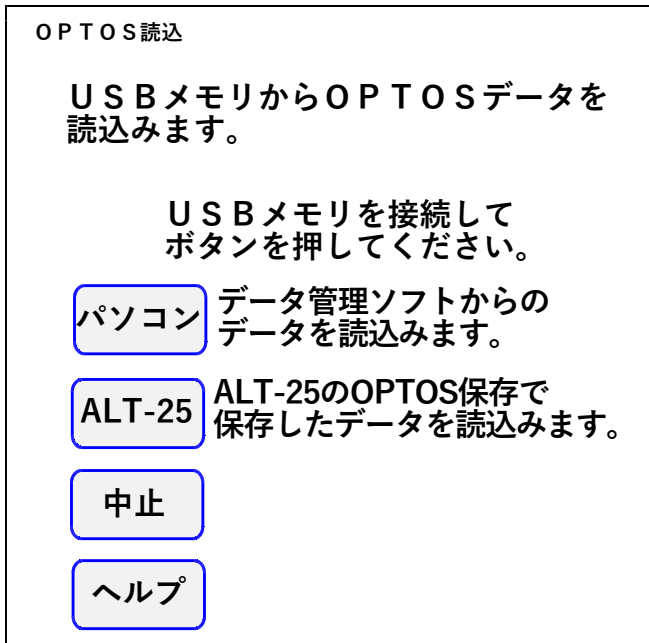 ＯＰＴＯＳ読込
ＵＳＢメモリからＯＰＴＯＳデータを
読込みます。
ＵＳＢメモリを接続して
ボタンを押してください。
パソコン
データ管理ソフトからの
データを読込みます。
ALT-25
ALT-25のOPTOS保存で
保存したデータを読込みます。
中止
ヘルプ